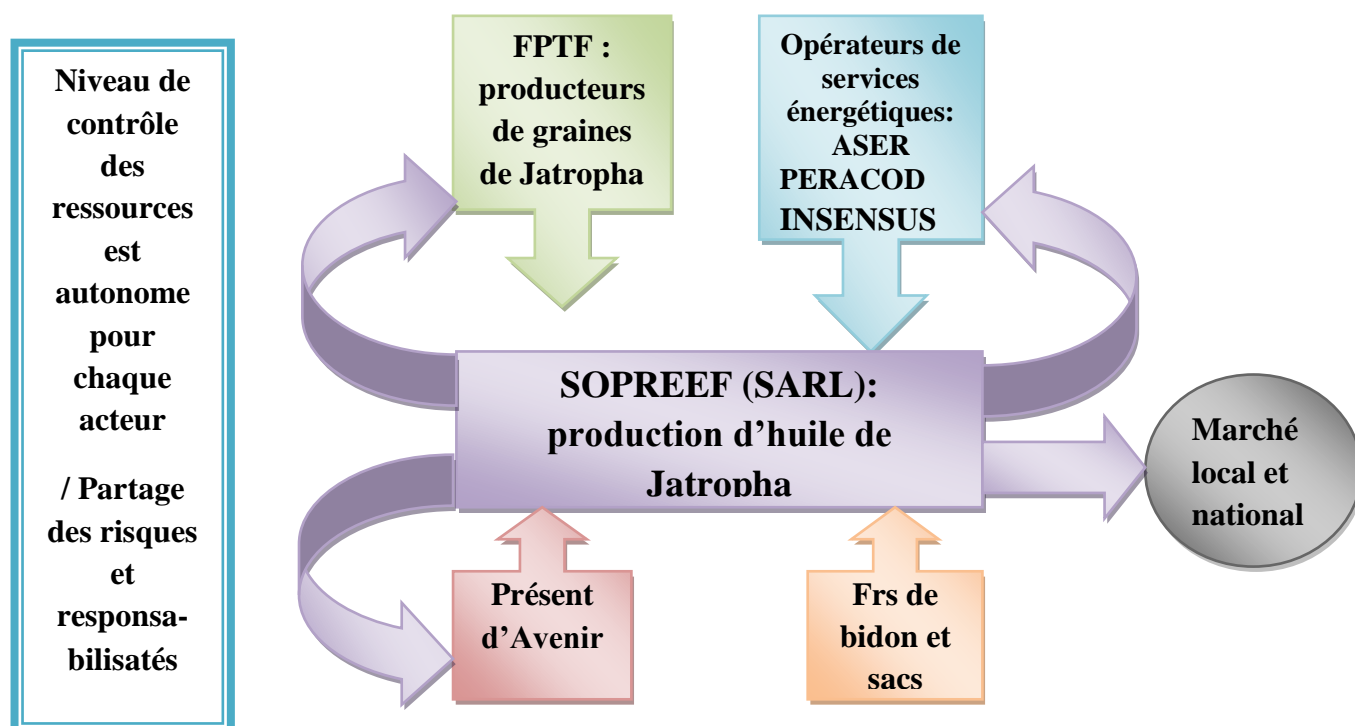 Niveau de
contrôle
des
ressources
est
autonome
pour
chaque
acteur
/ Partage
des risques
et
responsa-
bilisatés
FPTF :
producteurs
de graines
de Jatropha
Opérateurs de
services
énergétiques:
ASER
PERACOD
INSENSUS
SOPREEF (SARL):
production d’huile de
Jatropha
Marché
local et
national
Présent
d’Avenir
Frs de
bidon et
sacs